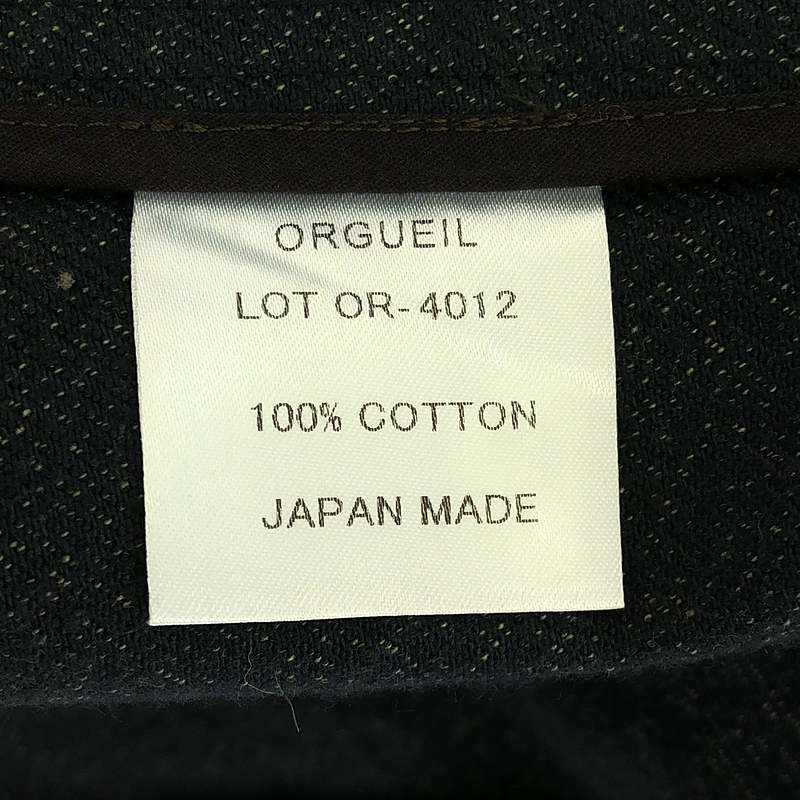 ORGUEIL
LOT OR-4012
100% COTTON
JAPAN MADE